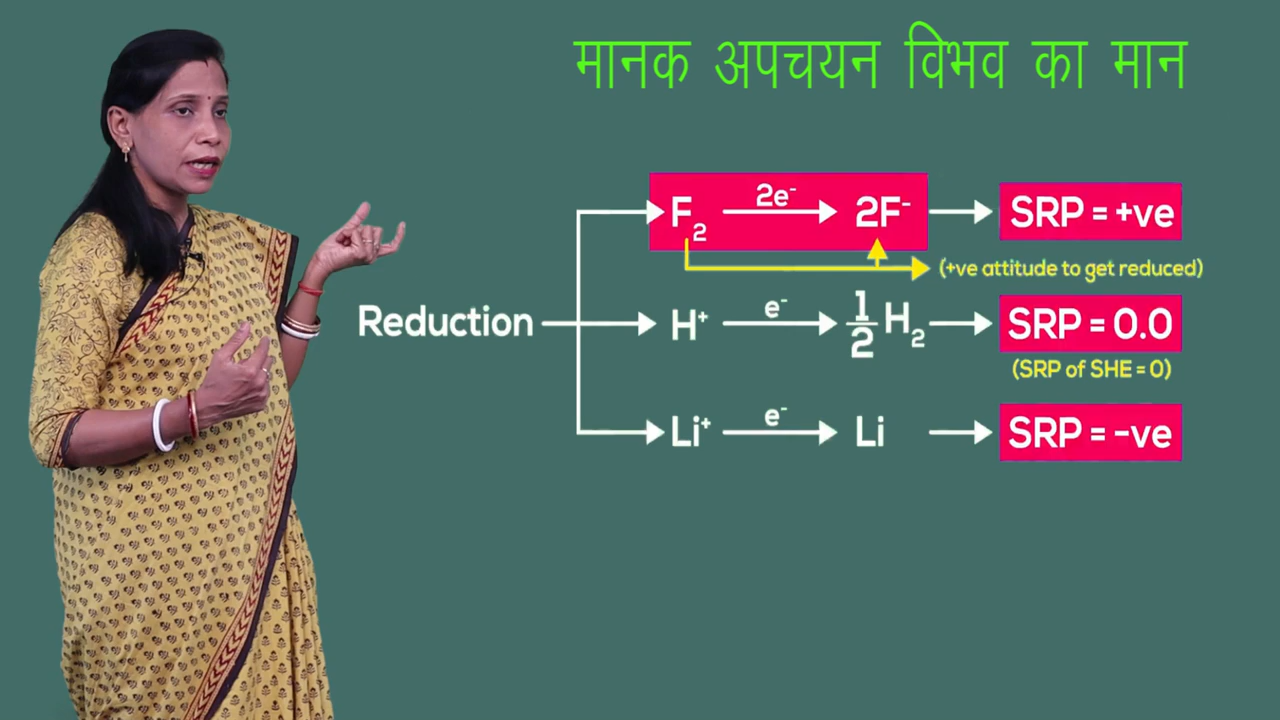 मानक अपचयन विभव का मान
F₂ 2e⁻ 2F⁻ SRP = +ve
(+ve attitude to get reduced)
Reduction H⁺ e⁻ 1/2 H₂ SRP = 0.0
(SRP of SHE = 0)
Li⁺ e⁻ Li SRP = -ve